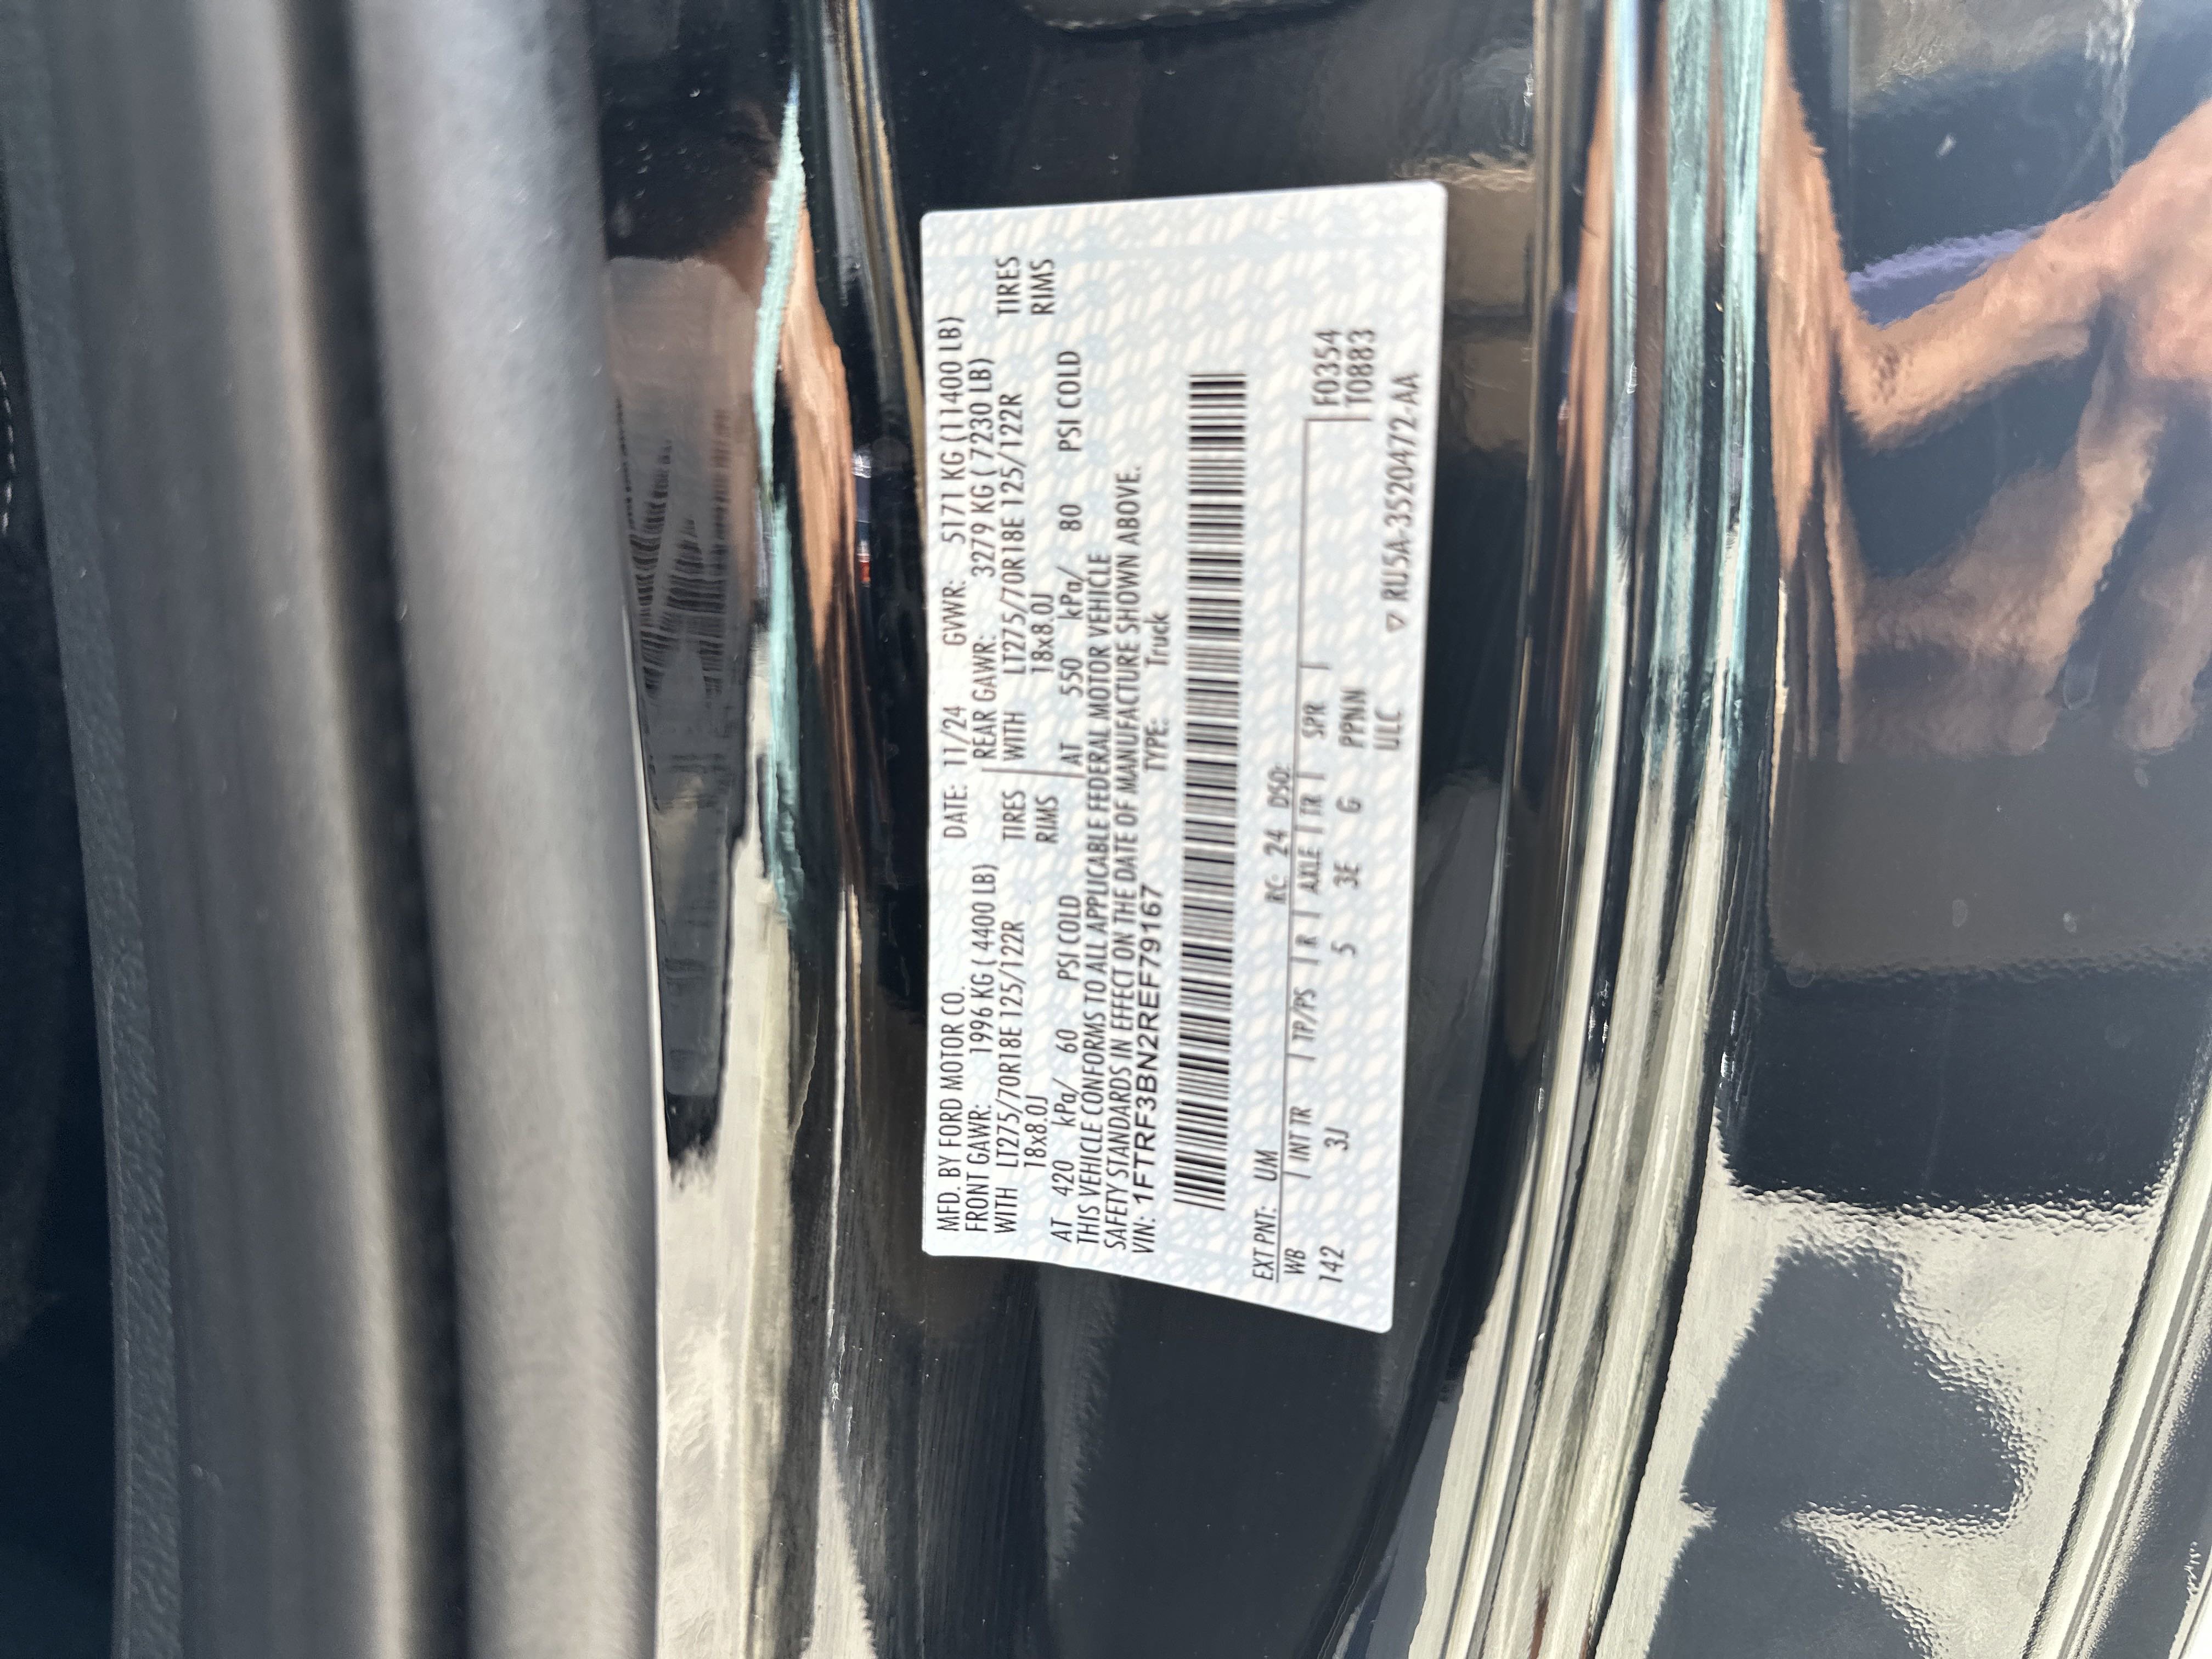 MFD. BY FORD MOTOR CO. DATE: 11/24 GVWR: 5171 KG (11400 LB)
FRONT GAWR: 1996 KG ( 4400 LB) REAR GAWR: 3279 KG ( 7230 LB)
WITH LT275/70R18E 125/122R TIRES WITH LT275/70R18E 125/122R TIRES
18x8.0J RIMS 18x8.0J RIMS
AT 420 kPa/ 60 PSI COLD AT 550 kPa/ 80 PSI COLD
THIS VEHICLE CONFORMS TO ALL APPLICABLE FEDERAL MOTOR VEHICLE
SAFETY STANDARDS IN EFFECT ON THE DATE OF MANUFACTURE SHOWN ABOVE.
VIN: 1FTRF3BN2REF79167 TYPE: Truck
EXT PNT: UM RC: 24 DSO:
WB INT TR TP/PS R AXLE TR SPR F0354
142 3J 5 3E G PPNN T0883
ULC ▽ RU5A-3520472-AA